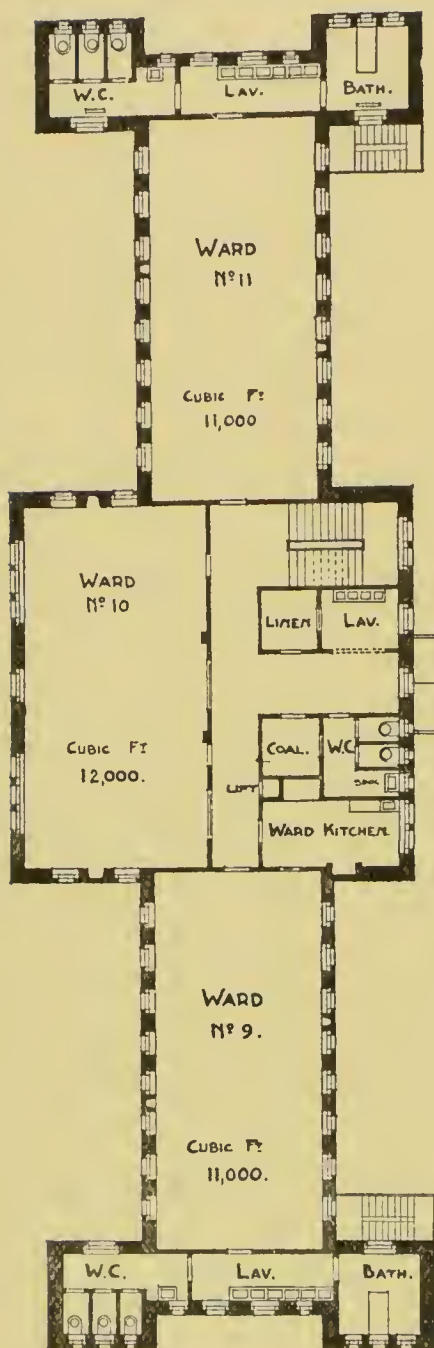 W.C. LAV. BATH.
WARD
Nº 11
CUBIC FT
11,000
WARD
Nº 10
LINEN LAV.
CUBIC FT
12,000.
COAL. W.C.
LIFT SINK
WARD KITCHEN
WARD
Nº 9.
CUBIC FT
11,000.
W.C. LAV. BATH.